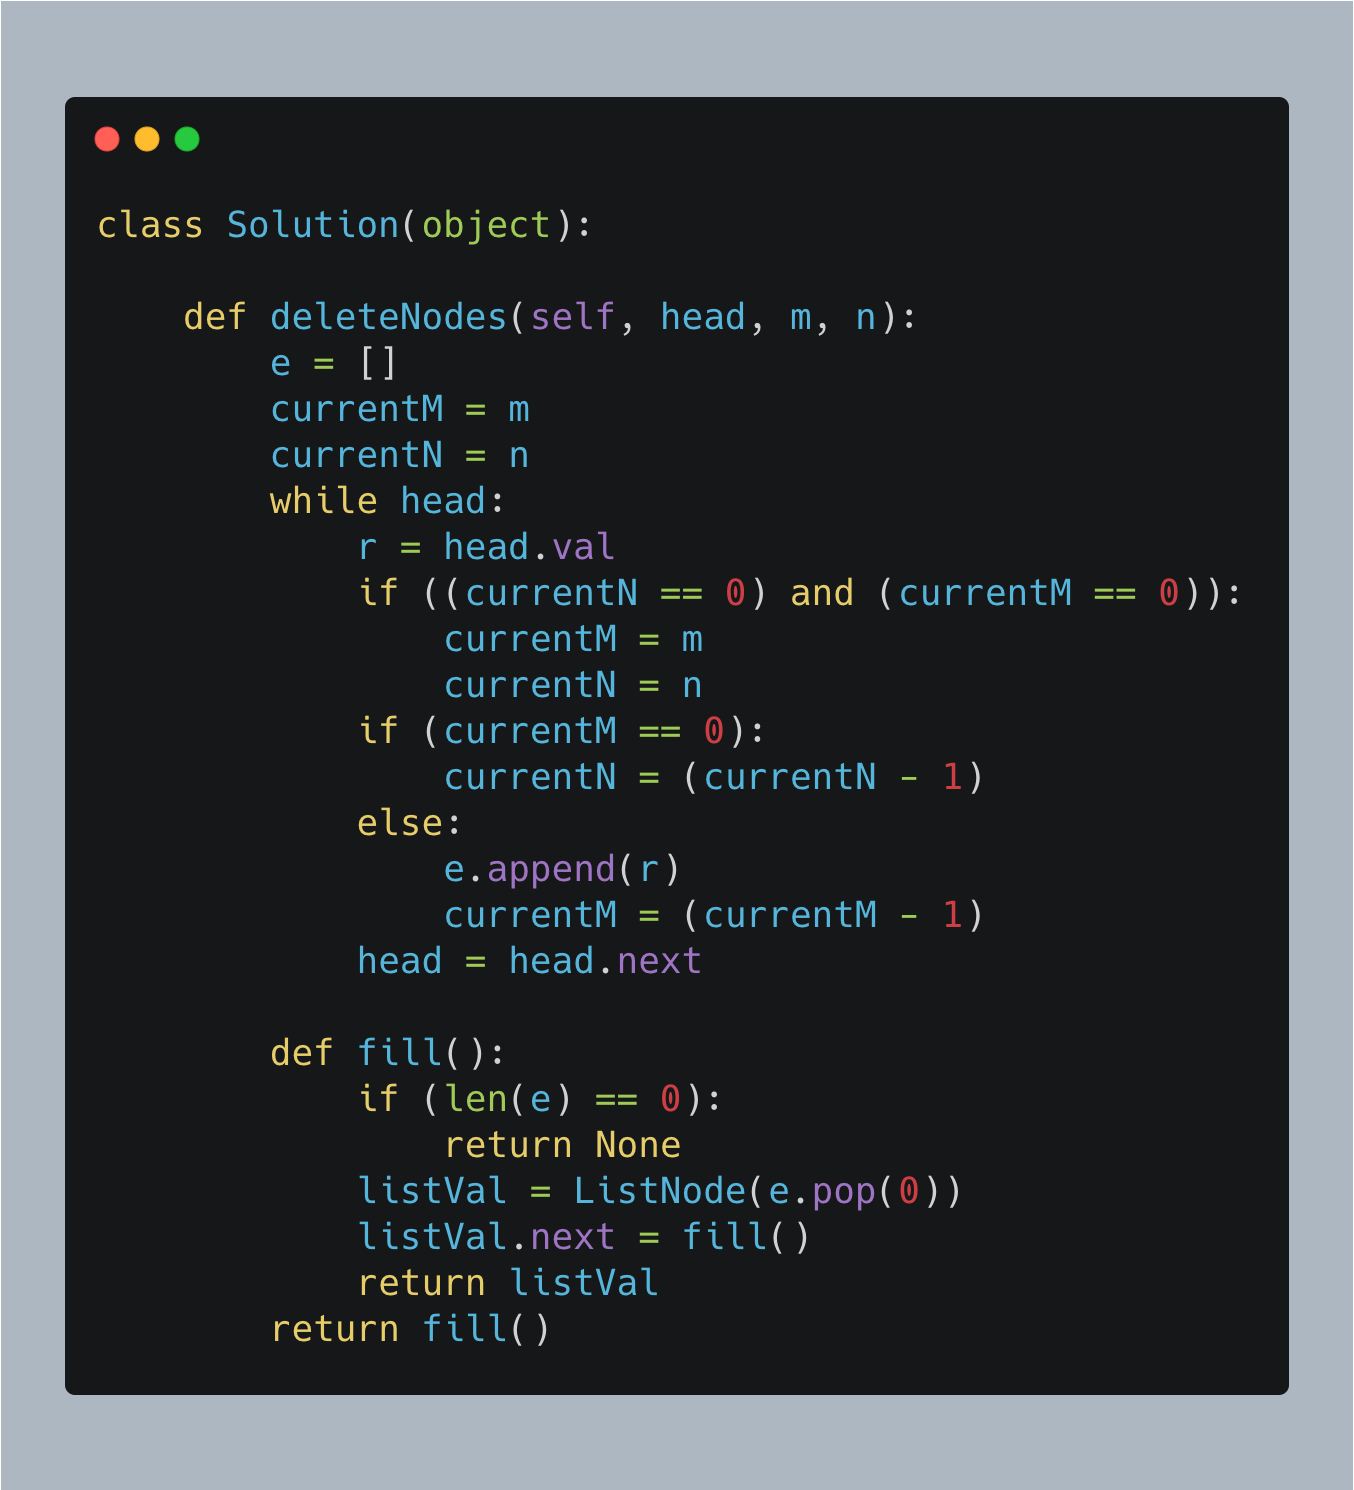 class Solution(object):

    def deleteNodes(self, head, m, n):
        e = []
        currentM = m
        currentN = n
        while head:
            r = head.val
            if ((currentN == 0) and (currentM == 0)):
                currentM = m
                currentN = n
            if (currentM == 0):
                currentN = (currentN - 1)
            else:
                e.append(r)
                currentM = (currentM - 1)
            head = head.next

        def fill():
            if (len(e) == 0):
                return None
            listVal = ListNode(e.pop(0))
            listVal.next = fill()
            return listVal
        return fill()